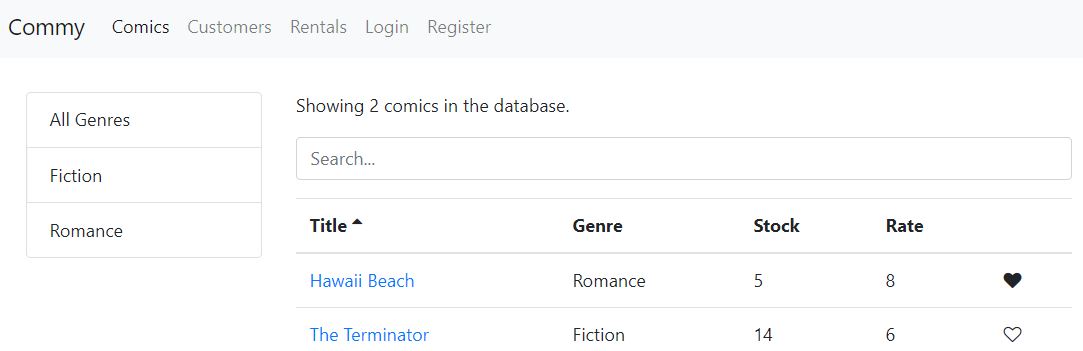 Commy Comics Customers Rentals Login Register
All Genres
Fiction
Romance
Showing 2 comics in the database.
Search...
Title Genre Stock Rate
Hawaii Beach Romance 5 8
The Terminator Fiction 14 6